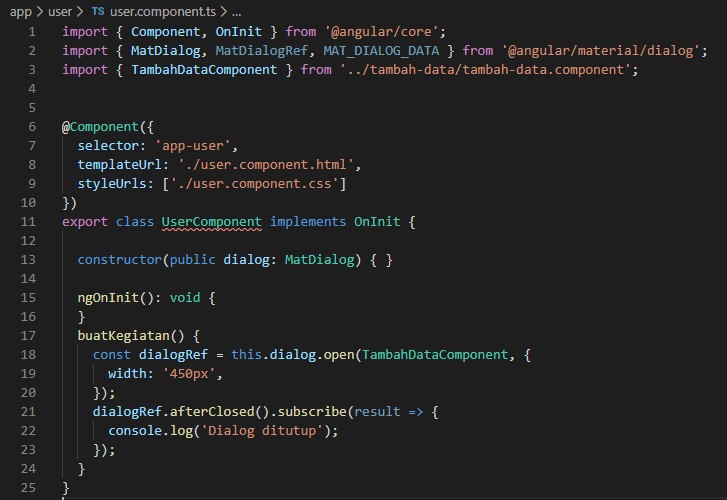 app > user > TS user.component.ts > ...
1 import { Component, OnInit } from '@angular/core';
2 import { MatDialog, MatDialogRef, MAT_DIALOG_DATA } from '@angular/material/dialog';
3 import { TambahDataComponent } from '../tambah-data/tambah-data.component';
4
5
6 @Component({
7   selector: 'app-user',
8   templateUrl: './user.component.html',
9   styleUrls: ['./user.component.css']
10 })
11 export class UserComponent implements OnInit {
12
13   constructor(public dialog: MatDialog) { }
14
15   ngOnInit(): void {
16   }
17   buatKegiatan() {
18     const dialogRef = this.dialog.open(TambahDataComponent, {
19       width: '450px',
20     });
21     dialogRef.afterClosed().subscribe(result => {
22       console.log('Dialog ditutup');
23     });
24   }
25 }